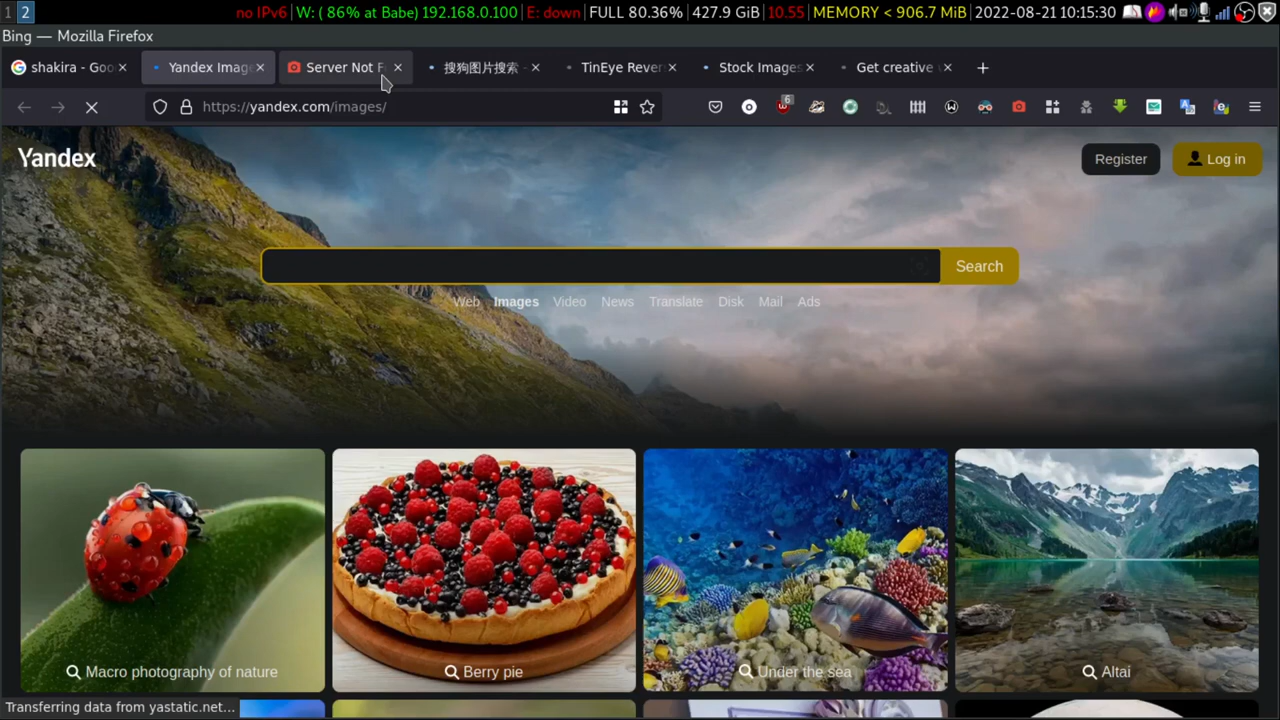 1 2 no IPv6 | W: ( 86% at Babe) 192.168.0.100 | E: down | FULL 80.36% | 427.9 GiB | 10.55 | MEMORY < 906.7 MiB | 2022-08-21 10:15:30
Bing — Mozilla Firefox
shakira - Goo Yandex Imag Server Not F 搜狗图片搜索 - TinEye Rever Stock Images Get creative
https://yandex.com/images/ 6
Yandex Register Log in
Search
Web Images Video News Translate Disk Mail Ads
Macro photography of nature Berry pie Under the sea Altai
Transferring data from yastatic.net...